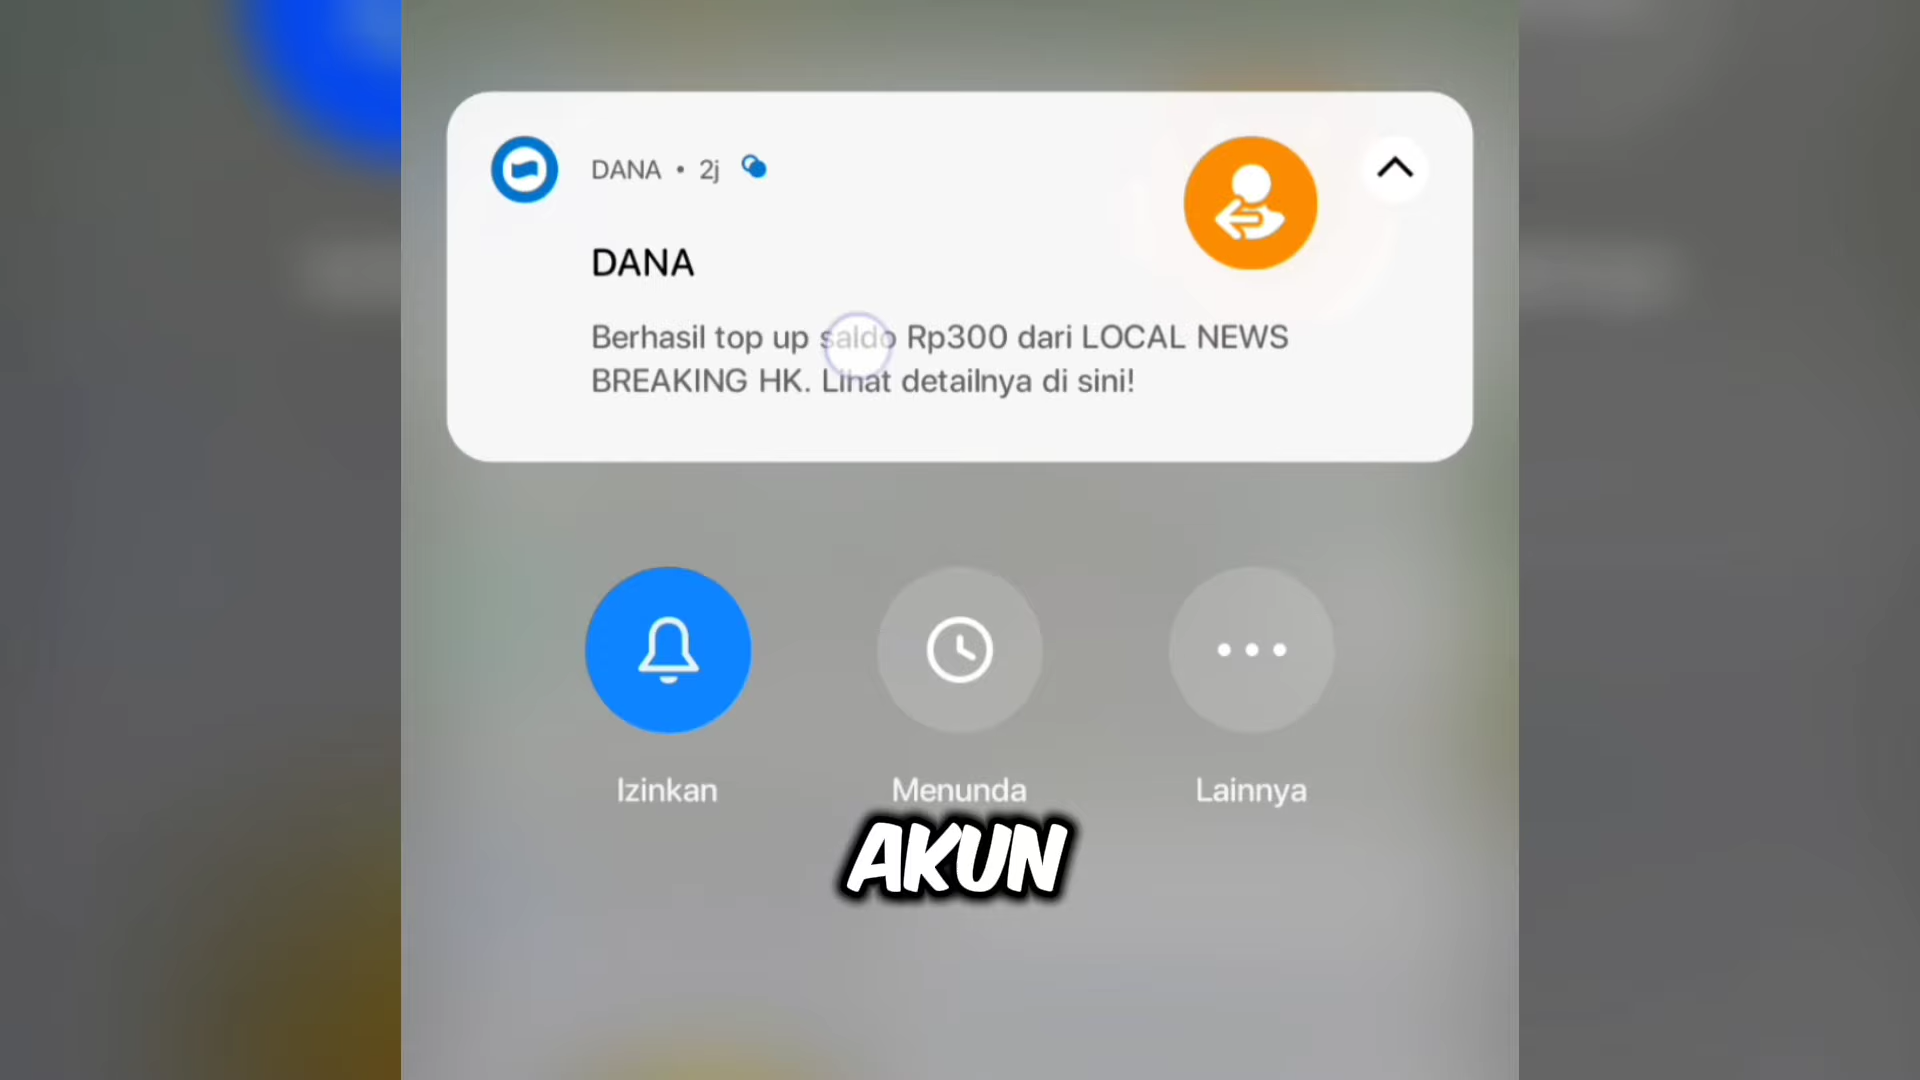 DANA • 2j
DANA
Berhasil top up saldo Rp300 dari LOCAL NEWS
BREAKING HK. Lihat detailnya di sini!
Izinkan
Menunda
Lainnya
AKUN